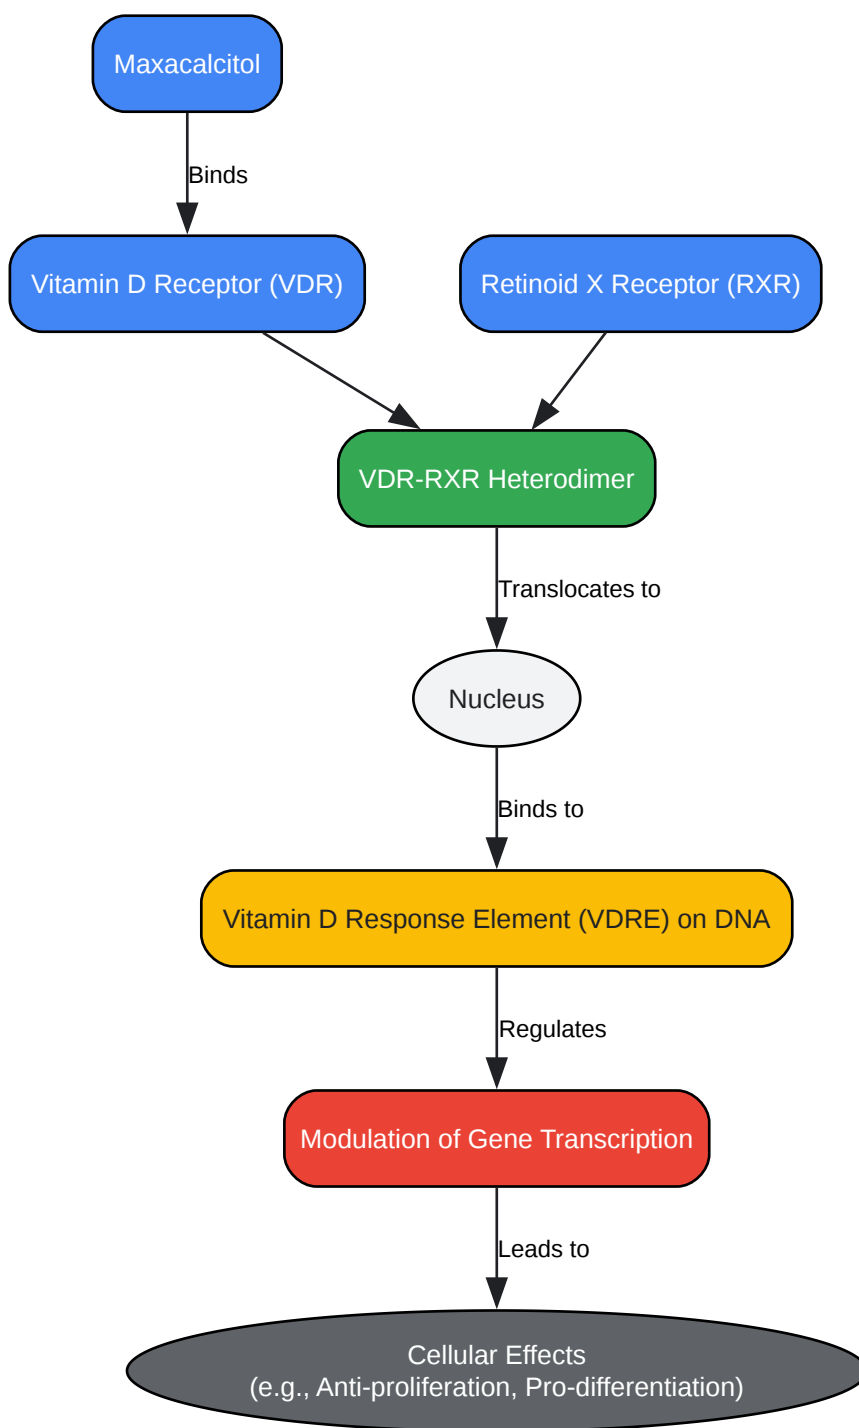 Maxacalcitol
Binds
Vitamin D Receptor (VDR)
Retinoid X Receptor (RXR)
VDR-RXR Heterodimer
Translocates to
Nucleus
Binds to
Vitamin D Response Element (VDRE) on DNA
Regulates
Modulation of Gene Transcription
Leads to
Cellular Effects
(e.g., Anti-proliferation, Pro-differentiation)